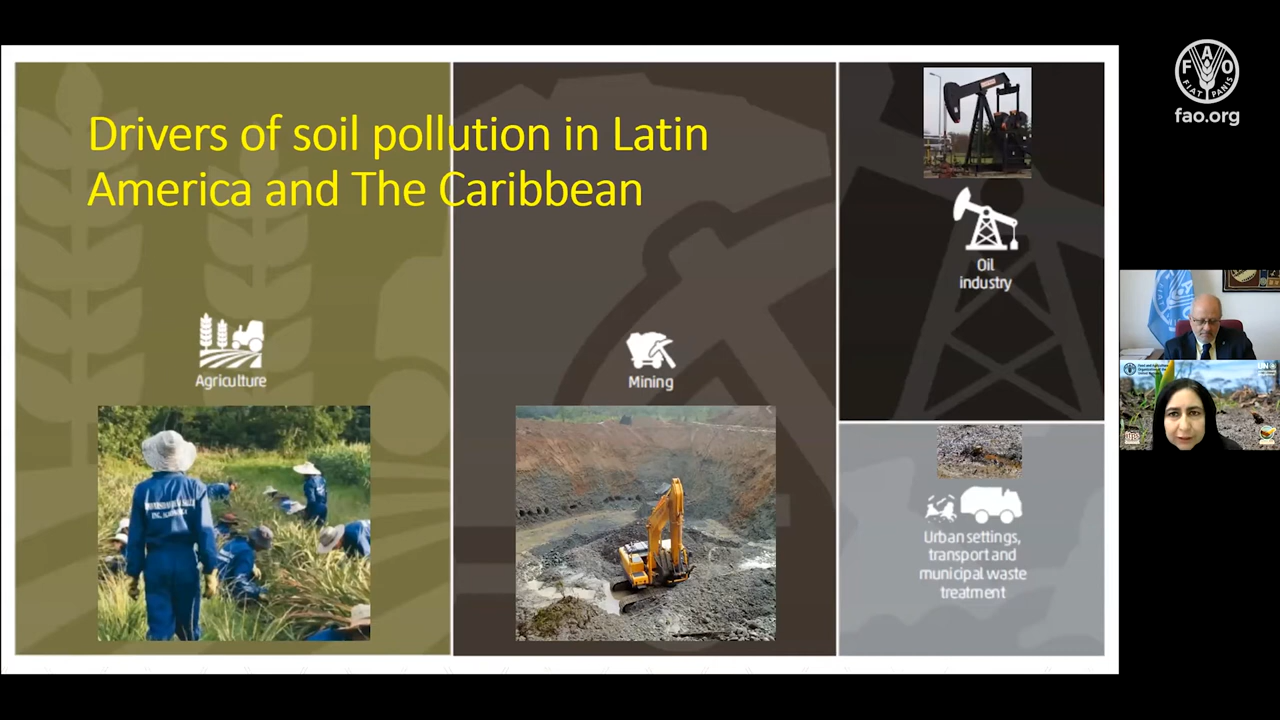 Drivers of soil pollution in Latin
America and The Caribbean
Agriculture
Mining
Oil
industry
Urban settings,
transport and
municipal waste
treatment
F A O
FIAT PANIS
fao.org